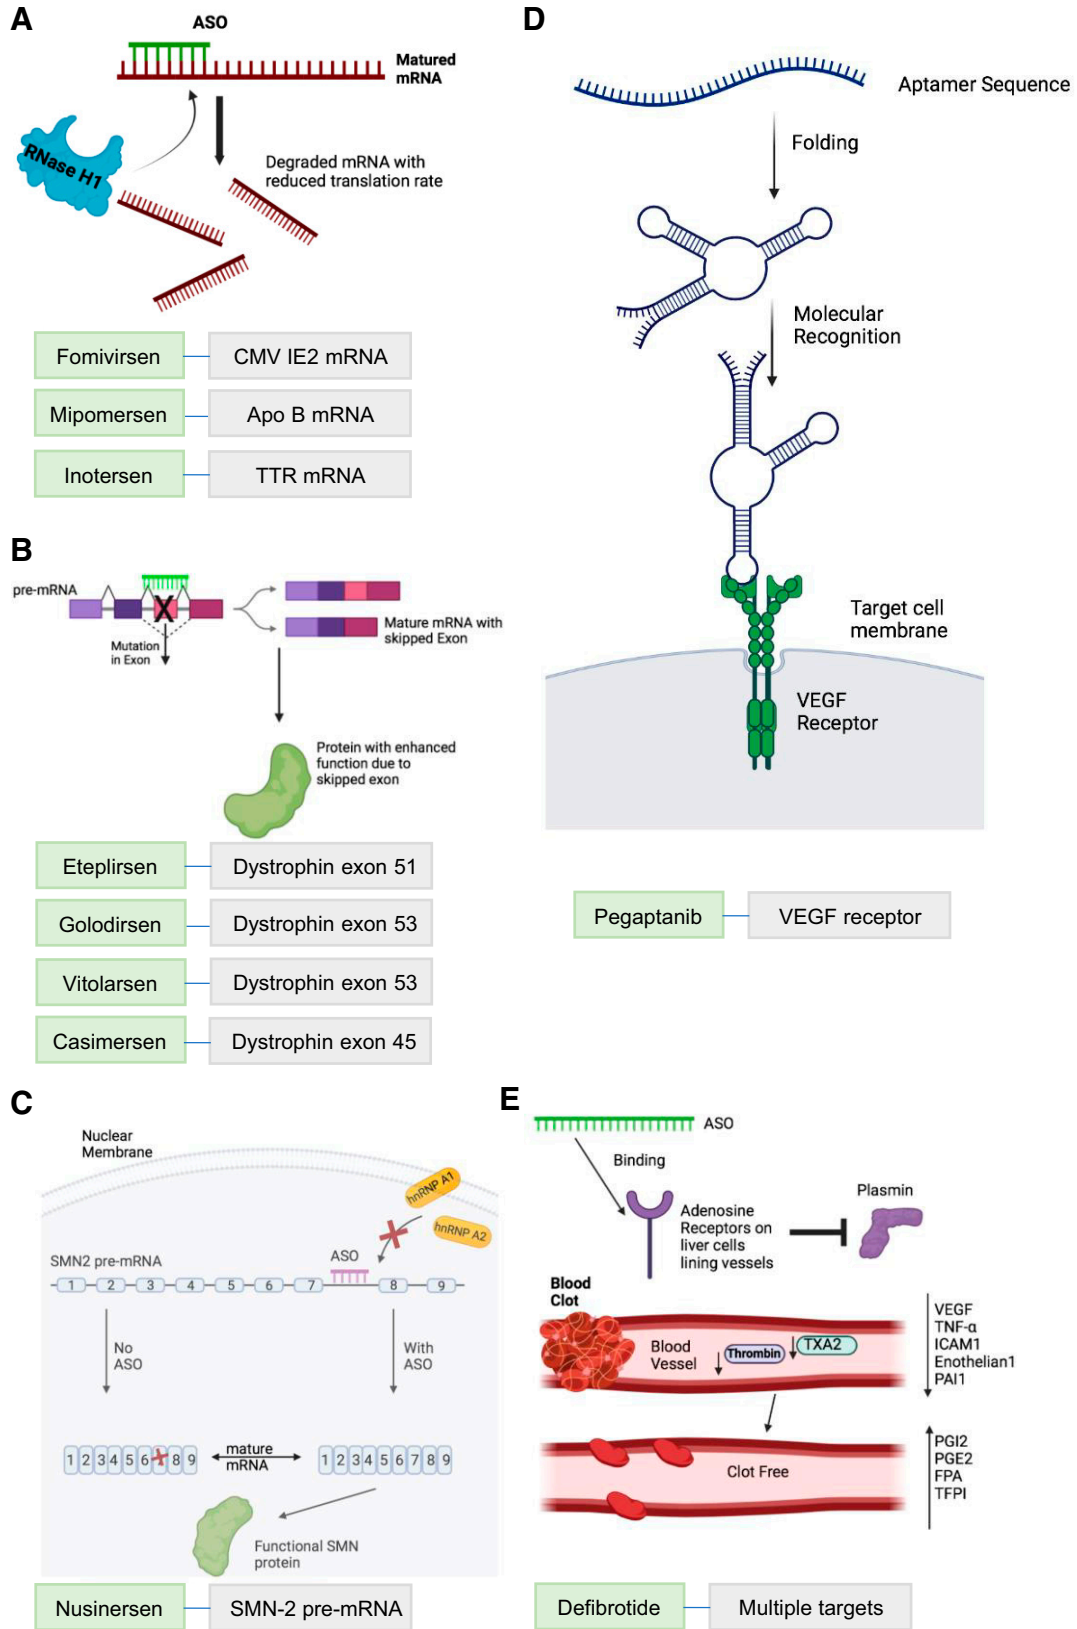 A
ASO
Matured
mRNA
RNase H1
Degraded mRNA with
reduced translation rate
Fomivirsen
CMV IE2 mRNA
Mipomersen
Apo B mRNA
Inotersen
TTR mRNA
B
pre-mRNA
X
Mutation
in Exon
Mature mRNA with
skipped Exon
Protein with enhanced
function due to
skipped exon
Eteplirsen
Dystrophin exon 51
Golodirsen
Dystrophin exon 53
Vitolarsen
Dystrophin exon 53
Casimersen
Dystrophin exon 45
C
Nuclear
Membrane
hnRNP A1
hnRNP A2
SMN2 pre-mRNA
ASO
1 2 3 4 5 6 7 8 9
No
ASO
With
ASO
1 2 3 4 5 6 8 9
mature
mRNA
1 2 3 4 5 6 7 8 9
Functional SMN
protein
Nusinersen
SMN-2 pre-mRNA
D
Aptamer Sequence
Folding
Molecular
Recognition
Target cell
membrane
VEGF
Receptor
Pegaptanib
VEGF receptor
E
ASO
Binding
Adenosine
Receptors on
liver cells
lining vessels
Plasmin
Blood
Clot
Blood
Vessel
Thrombin
TXA2
VEGF
TNF-α
ICAM1
Enothelian1
PAI1
Clot Free
PGI2
PGE2
FPA
TFPI
Defibrotide
Multiple targets